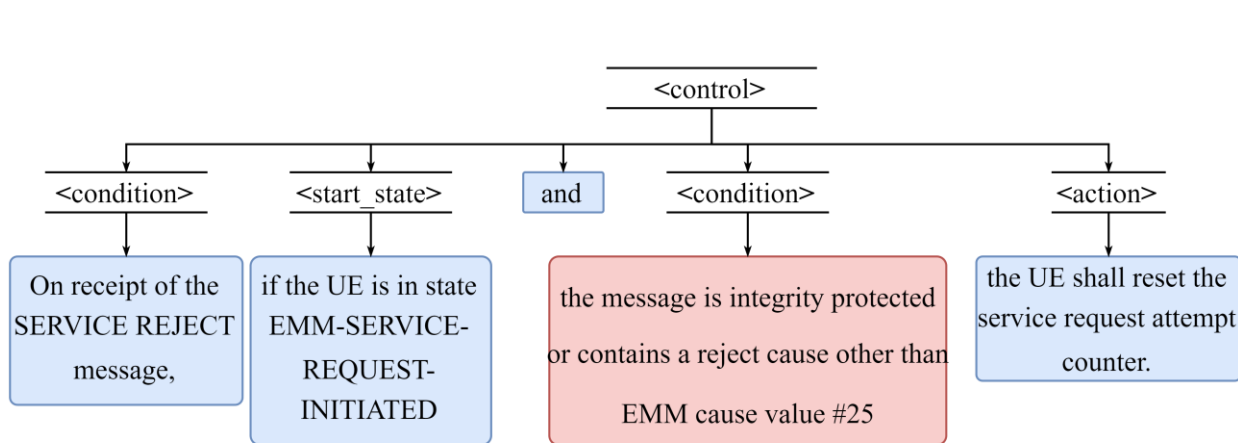 <control>
<condition>
<start_state>
and
<condition>
<action>
On receipt of the
SERVICE REJECT
message,
if the UE is in state
EMM-SERVICE-
REQUEST-
INITIATED
the message is integrity protected
or contains a reject cause other than
EMM cause value #25
the UE shall reset the
service request attempt
counter.